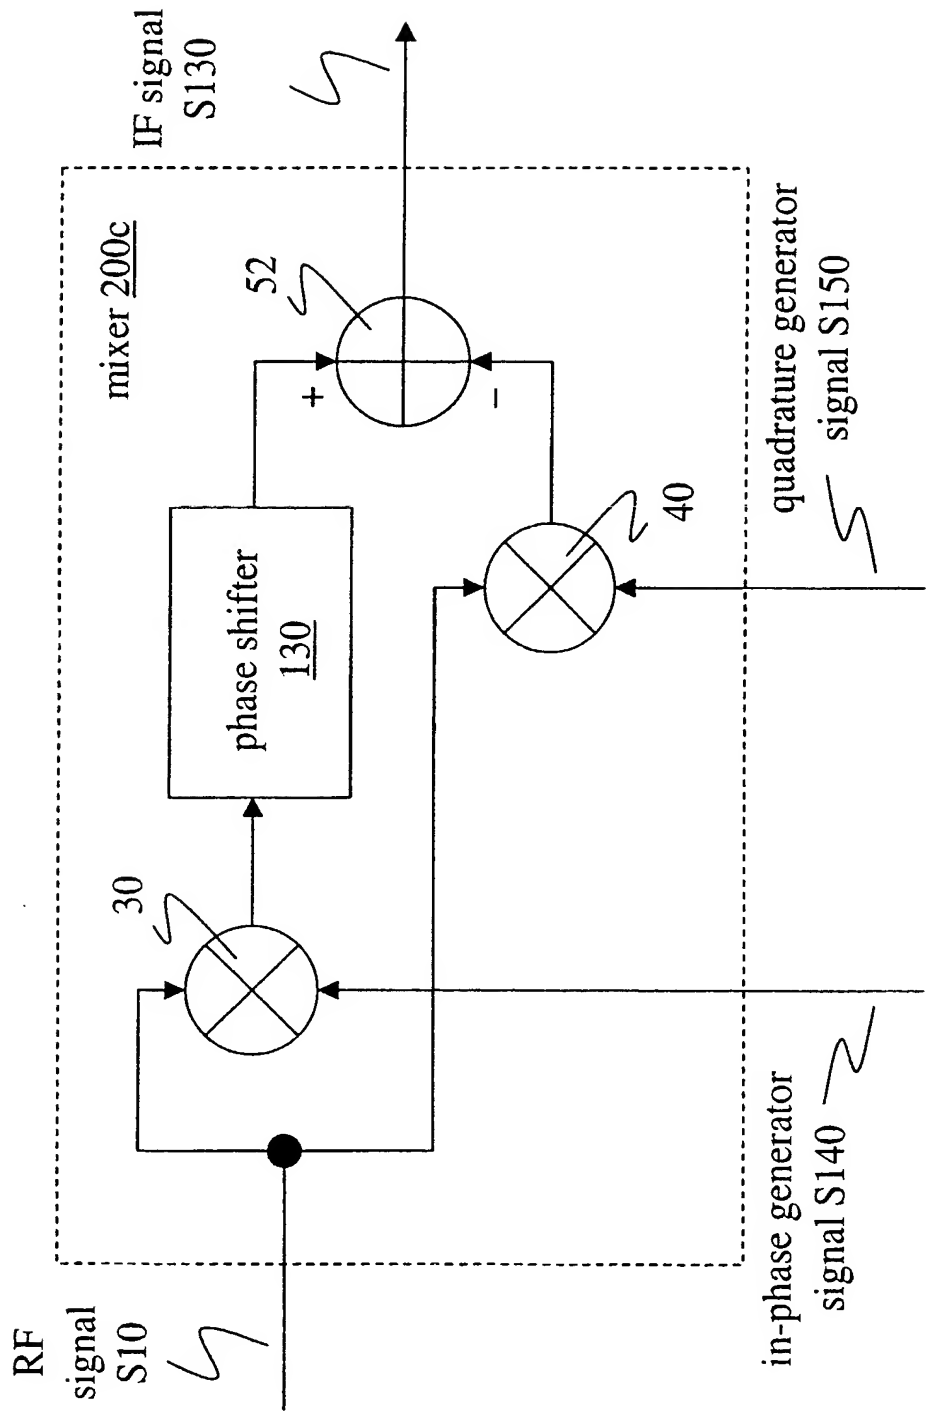 RF
signal
S10
IF signal
S130
mixer 200c
30
phase shifter
130
52
+
−
40
in-phase generator
signal S140
quadrature generator
signal S150